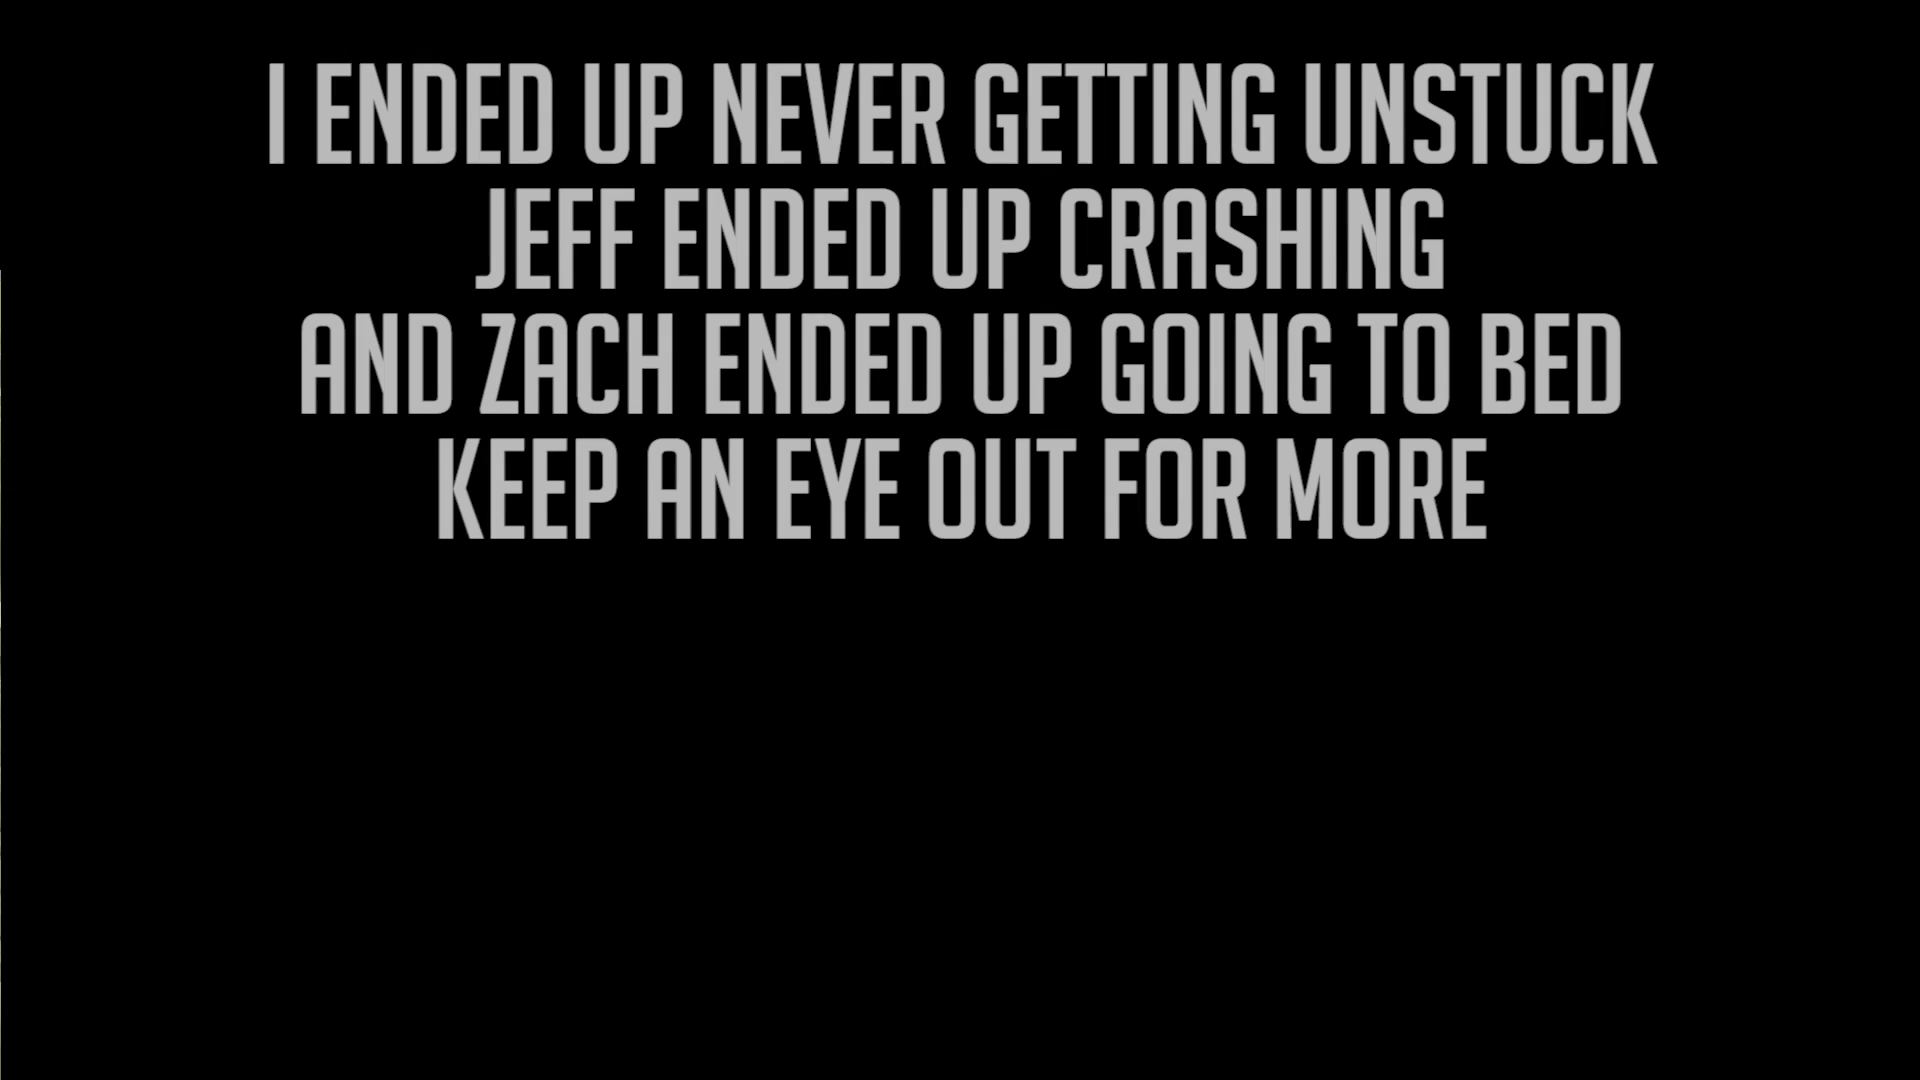 I ENDED UP NEVER GETTING UNSTUCK
JEFF ENDED UP CRASHING
AND ZACH ENDED UP GOING TO BED
KEEP AN EYE OUT FOR MORE